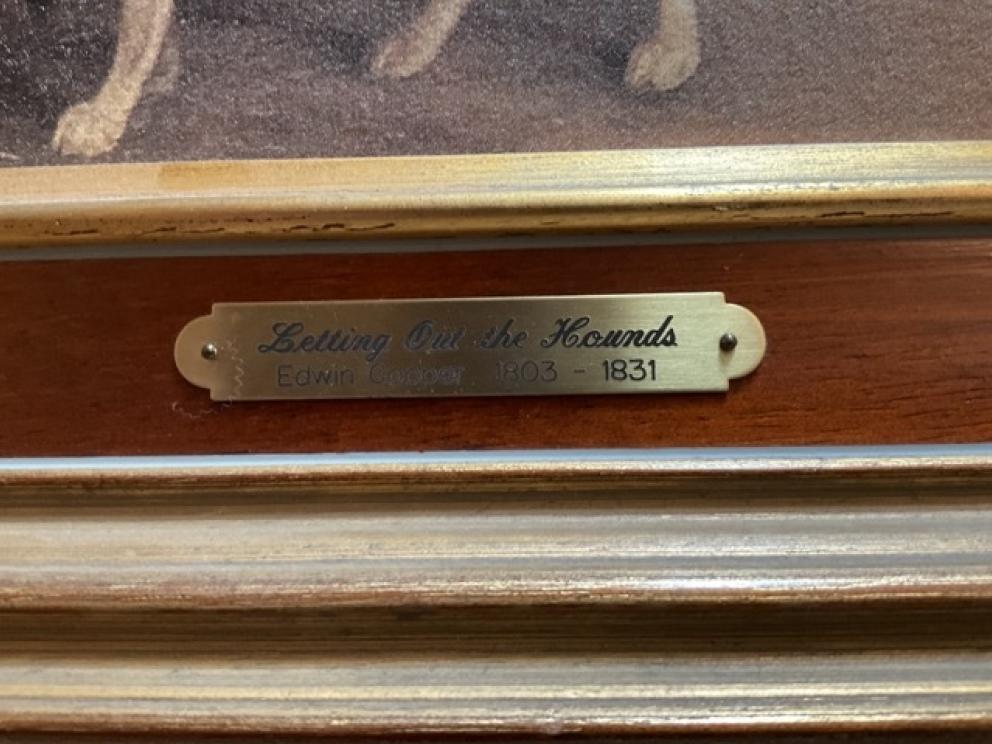 Letting Out the Hounds
Edwin Cooper 1803 - 1831